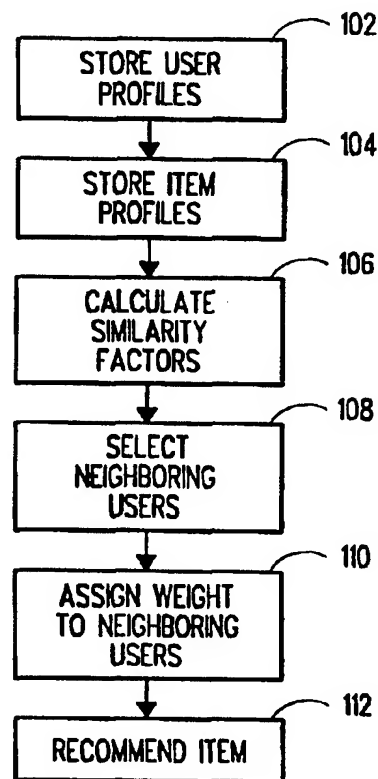 102
STORE USER
PROFILES
104
STORE ITEM
PROFILES
106
CALCULATE
SIMILARITY
FACTORS
108
SELECT
NEIGHBORING
USERS
110
ASSIGN WEIGHT
TO NEIGHBORING
USERS
112
RECOMMEND ITEM